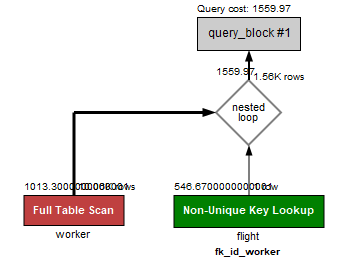 Query cost: 1559.97
query_block #1
1559.97
1.56K rows
nested
loop
Full Table Scan
worker
Non-Unique Key Lookup
flight
fk_id_worker